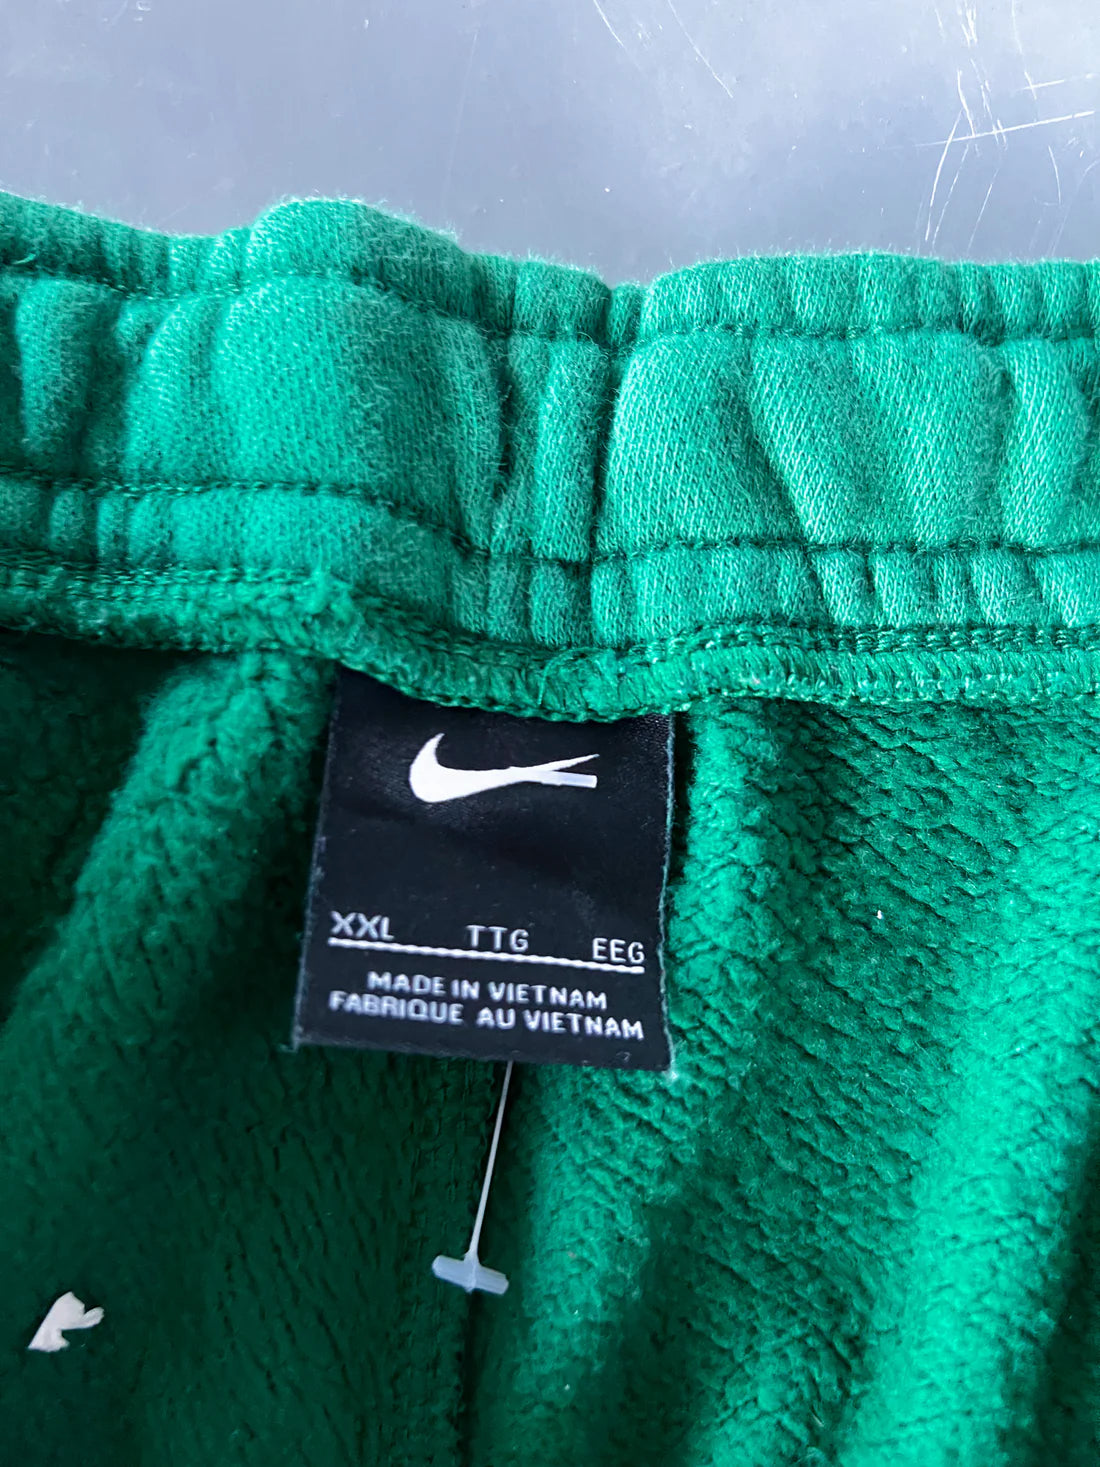 XXL TTG EEG
MADE IN VIETNAM
FABRIQUE AU VIETNAM